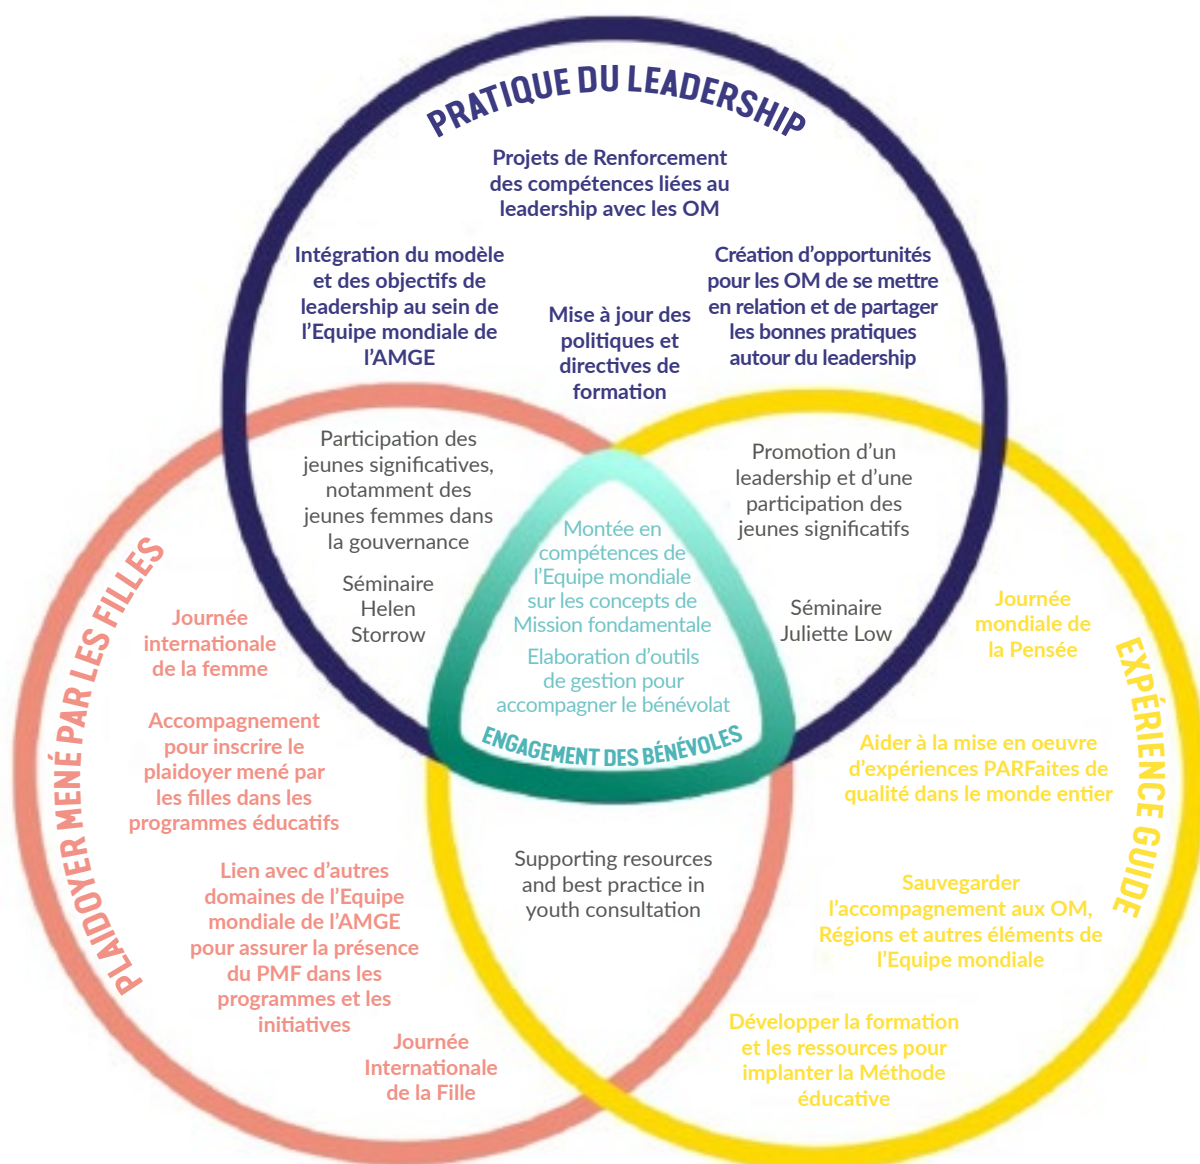 PRATIQUE DU LEADERSHIP
Projets de Renforcement
des compétences liées au
leadership avec les OM
Intégration du modèle
et des objectifs de
leadership au sein de
l’Equipe mondiale de
l’AMGE
Mise à jour des
politiques et
directives de
formation
Création d’opportunités
pour les OM de se mettre
en relation et de partager
les bonnes pratiques
autour du leadership
Participation des
jeunes significatives,
notamment des
jeunes femmes dans
la gouvernance
Séminaire
Helen
Storrow
Promotion d’un
leadership et d’une
participation des
jeunes significatifs
Séminaire
Juliette Low
Montée en
compétences de
l’Equipe mondiale
sur les concepts de
Mission fondamentale
Elaboration d’outils
de gestion pour
accompagner le bénévolat
ENGAGEMENT DES BÉNÉVOLES
PLAIDOYER MENÉ PAR LES FILLES
Journée
internationale
de la femme
Accompagnement
pour inscrire le
plaidoyer mené par
les filles dans les
programmes éducatifs
Lien avec d’autres
domaines de l’Equipe
mondiale de l’AMGE
pour assurer la présence
du PMF dans les
programmes et les
initiatives
Journée
Internationale
de la Fille
Supporting resources
and best practice in
youth consultation
EXPÉRIENCE GUIDE
Journée
mondiale de
la Pensée
Aider à la mise en oeuvre
d’expériences PARFaites de
qualité dans le monde entier
Sauvegarder
l’accompagnement aux OM,
Régions et autres éléments de
l’Equipe mondiale
Développer la formation
et les ressources pour
implanter la Méthode
éducative